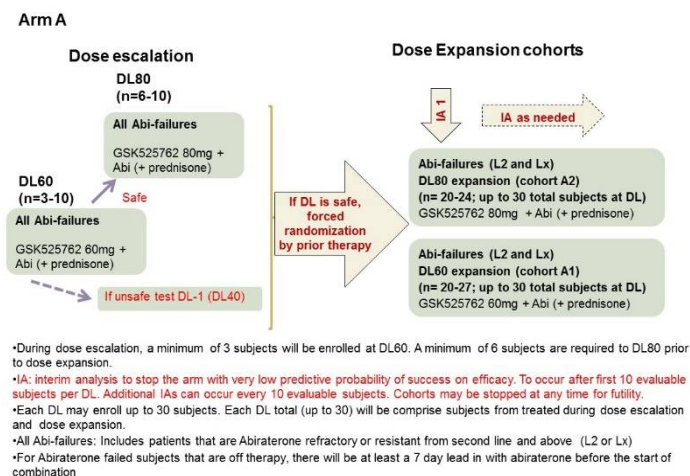 Arm A
Dose escalation
DL80
(n=6-10)
All Abi-failures
GSK525762 80mg +
Abi (+ prednisone)
DL60
(n=3-10)
Safe
All Abi-failures
GSK525762 60mg +
Abi (+ prednisone)
If unsafe test DL-1 (DL40)
If DL is safe,
forced
randomization
by prior therapy
Dose Expansion cohorts
IA 1
IA as needed
Abi-failures (L2 and Lx)
DL80 expansion (cohort A2)
(n= 20-24; up to 30 total subjects at DL)
GSK525762 80mg + Abi (+ prednisone)
Abi-failures (L2 and Lx)
DL60 expansion (cohort A1)
(n= 20-27; up to 30 total subjects at DL)
GSK525762 60mg + Abi (+ prednisone)
•During dose escalation, a minimum of 3 subjects will be enrolled at DL60. A minimum of 6 subjects are required to DL80 prior
to dose expansion.
•IA: interim analysis to stop the arm with very low predictive probability of success on efficacy. To occur after first 10 evaluable
subjects per DL. Additional IAs can occur every 10 evaluable subjects. Cohorts may be stopped at any time for futility.
•Each DL may enroll up to 30 subjects. Each DL total (up to 30) will be comprise subjects from treated during dose escalation
and dose expansion.
•All Abi-failures: Includes patients that are Abiraterone refractory or resistant from second line and above (L2 or Lx)
•For Abiraterone failed subjects that are off therapy, there will be at least a 7 day lead in with abiraterone before the start of
combination